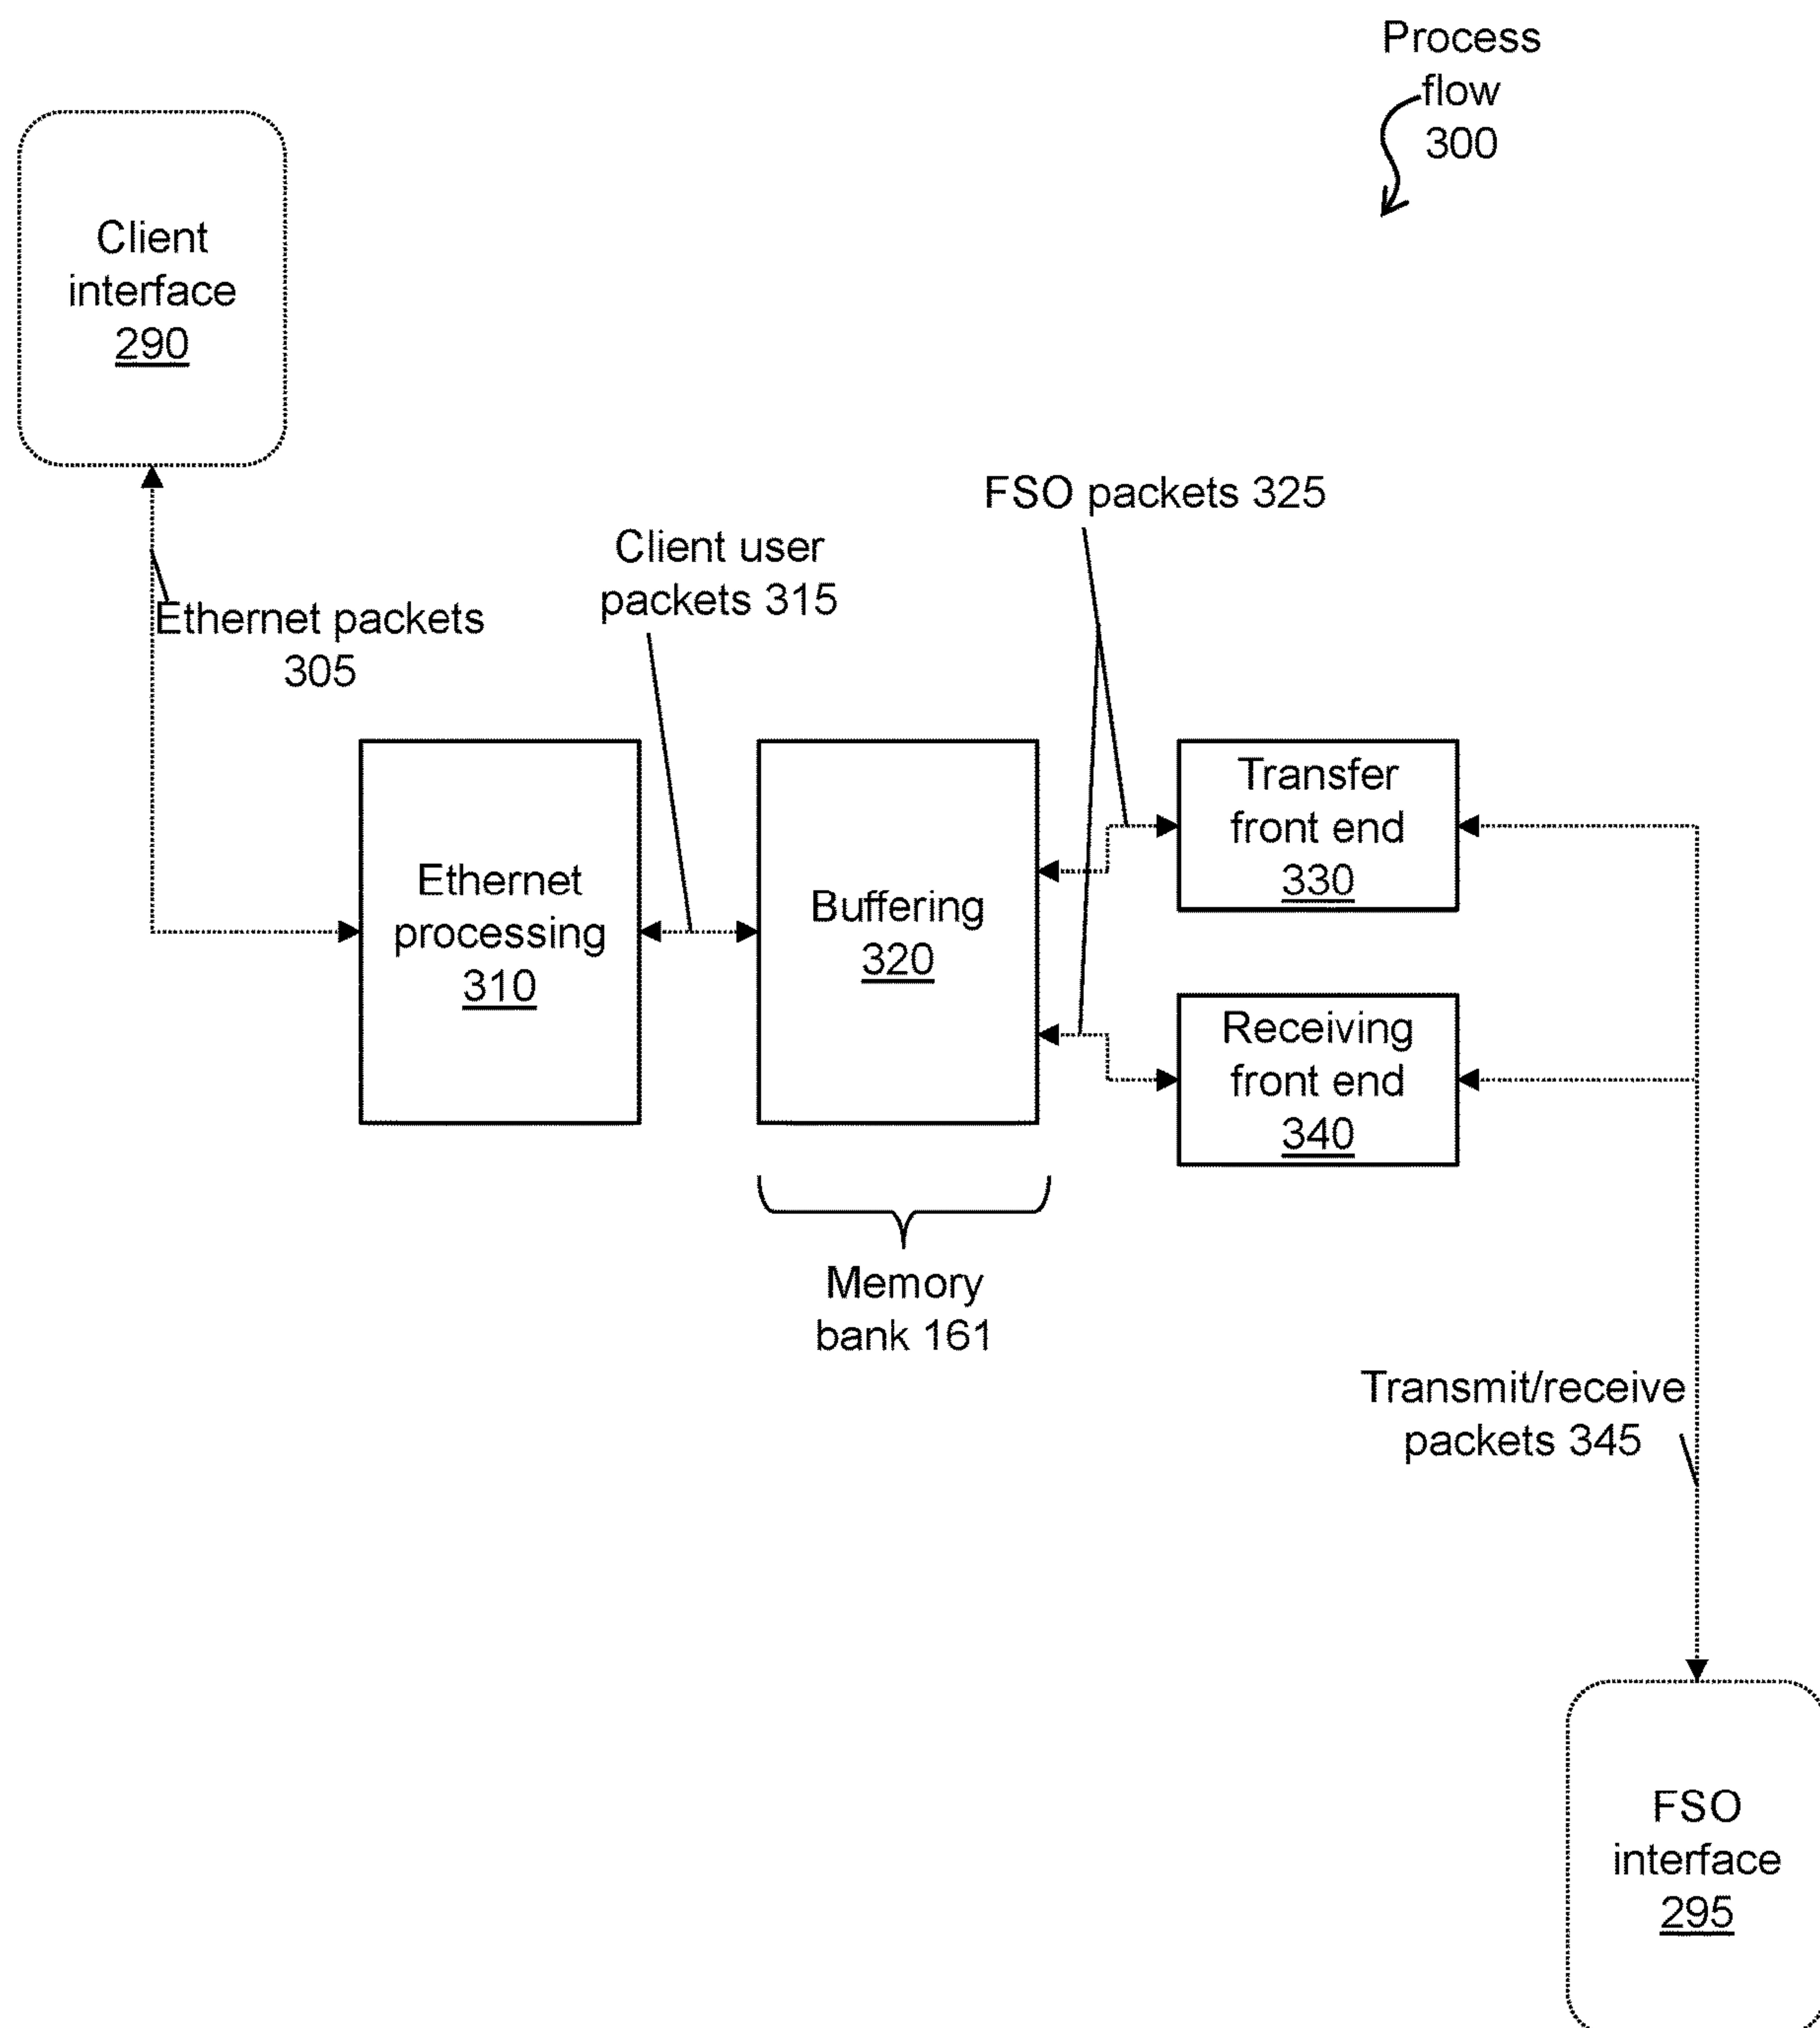 Process
flow
300
Client
interface
290
FSO packets 325
Client user
packets 315
Ethernet packets
305
Ethernet
processing
310
Buffering
320
Transfer
front end
330
Receiving
front end
340
Memory
bank 161
Transmit/receive
packets 345
FSO
interface
295